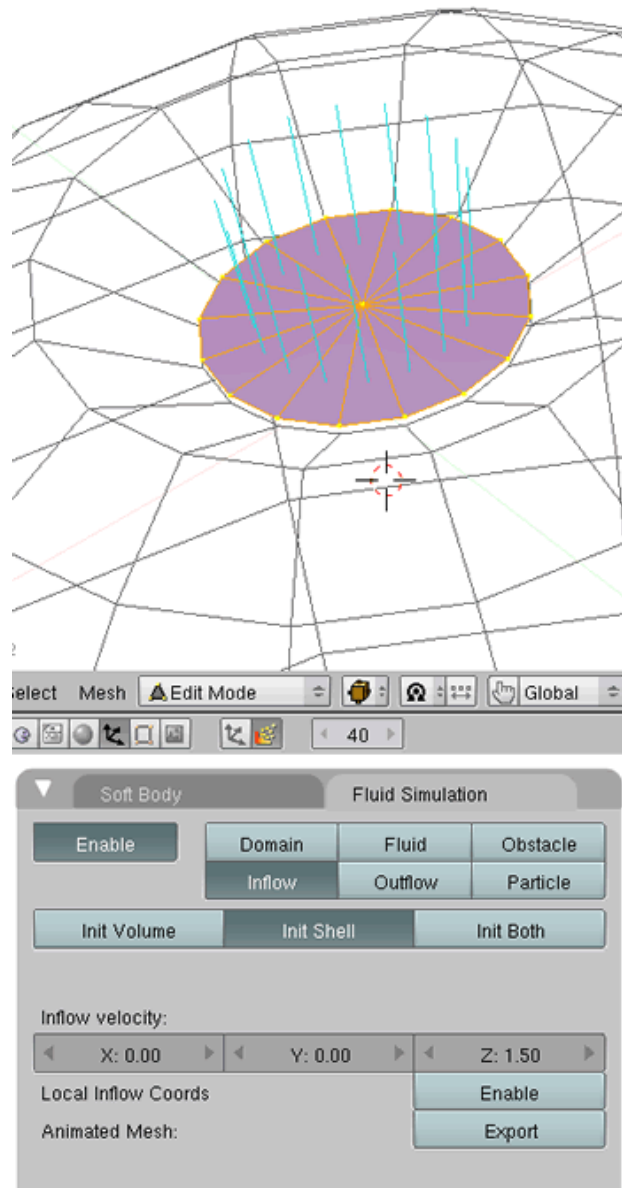 2
elect Mesh Edit Mode Global
40
Soft Body Fluid Simulation
Enable Domain Fluid Obstacle
Inflow Outflow Particle
Init Volume Init Shell Init Both
Inflow velocity:
X: 0.00 Y: 0.00 Z: 1.50
Local Inflow Coords Enable
Animated Mesh: Export